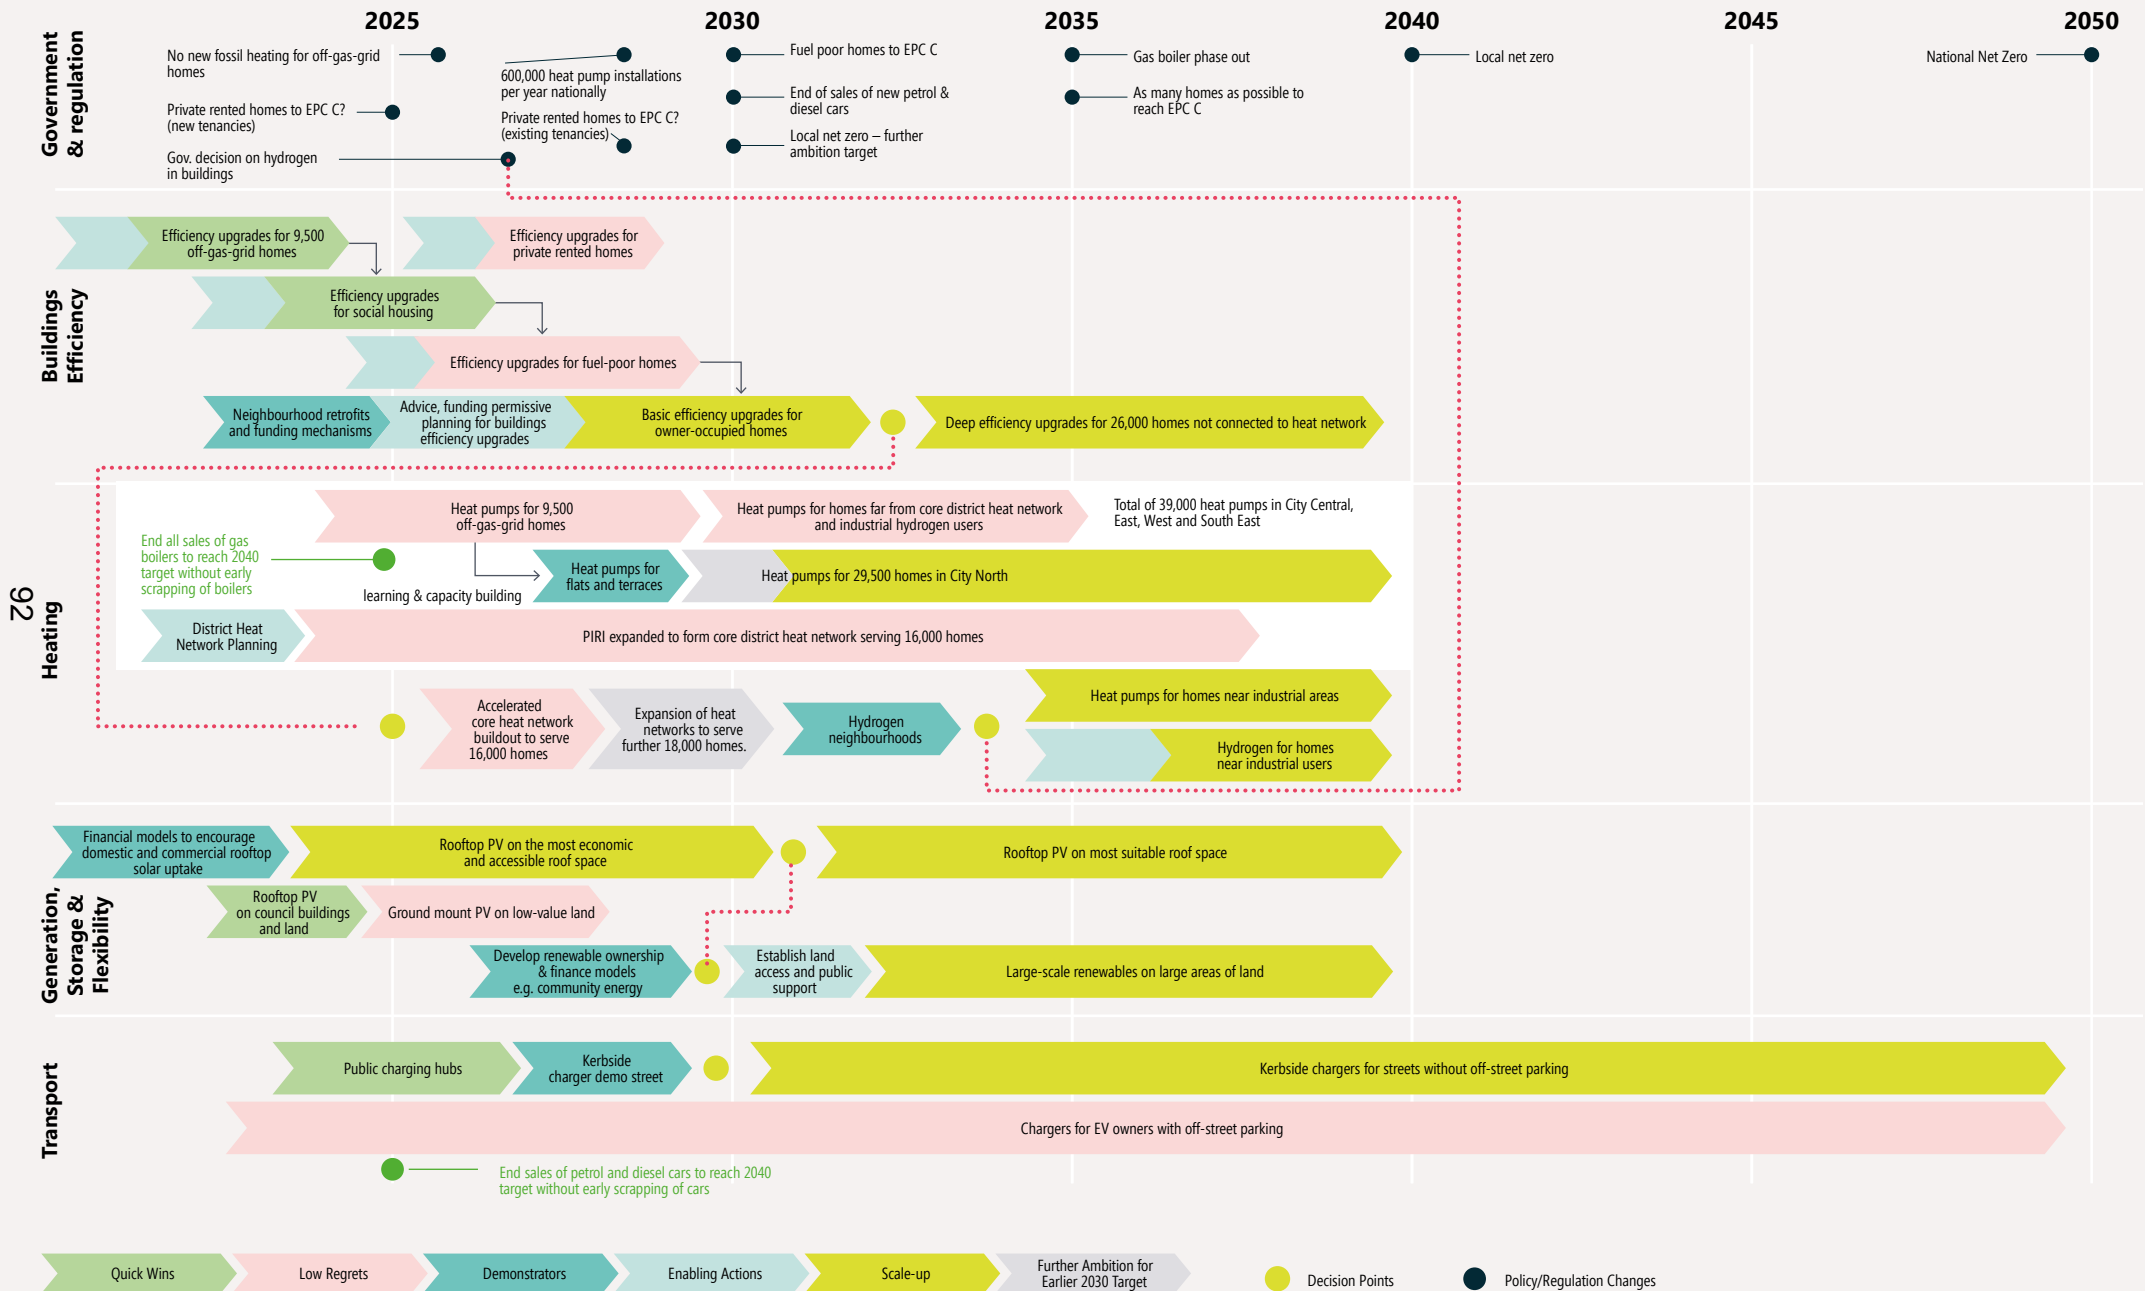 2025
2030
2035
2040
2045
2050
Government
& regulation
No new fossil heating for off-gas-grid
homes
Private rented homes to EPC C?
(new tenancies)
Gov. decision on hydrogen
in buildings
600,000 heat pump installations
per year nationally
Private rented homes to EPC C?
(existing tenancies)
Fuel poor homes to EPC C
End of sales of new petrol &
diesel cars
Local net zero – further
ambition target
Gas boiler phase out
As many homes as possible to
reach EPC C
Local net zero
National Net Zero
Buildings
Efficiency
Efficiency upgrades for 9,500
off-gas-grid homes
Efficiency upgrades for
private rented homes
Efficiency upgrades
for social housing
Efficiency upgrades for fuel-poor homes
Neighbourhood retrofits
and funding mechanisms
Advice, funding permissive
planning for buildings
efficiency upgrades
Basic efficiency upgrades for
owner-occupied homes
Deep efficiency upgrades for 26,000 homes not connected to heat network
92
Heating
Heat pumps for 9,500
off-gas-grid homes
Heat pumps for homes far from core district heat network
and industrial hydrogen users
Total of 39,000 heat pumps in City Central,
East, West and South East
End all sales of gas
boilers to reach 2040
target without early
scrapping of boilers
learning & capacity building
Heat pumps for
flats and terraces
Heat pumps for 29,500 homes in City North
District Heat
Network Planning
PIRI expanded to form core district heat network serving 16,000 homes
Accelerated
core heat network
buildout to serve
16,000 homes
Expansion of heat
networks to serve
further 18,000 homes.
Hydrogen
neighbourhoods
Heat pumps for homes near industrial areas
Hydrogen for homes
near industrial users
Generation,
Storage &
Flexibility
Financial models to encourage
domestic and commercial rooftop
solar uptake
Rooftop PV on the most economic
and accessible roof space
Rooftop PV on most suitable roof space
Rooftop PV
on council buildings
and land
Ground mount PV on low-value land
Develop renewable ownership
& finance models
e.g. community energy
Establish land
access and public
support
Large-scale renewables on large areas of land
Transport
Public charging hubs
Kerbside
charger demo street
Kerbside chargers for streets without off-street parking
Chargers for EV owners with off-street parking
End sales of petrol and diesel cars to reach 2040
target without early scrapping of cars
Quick Wins
Low Regrets
Demonstrators
Enabling Actions
Scale-up
Further Ambition for
Earlier 2030 Target
Decision Points
Policy/Regulation Changes